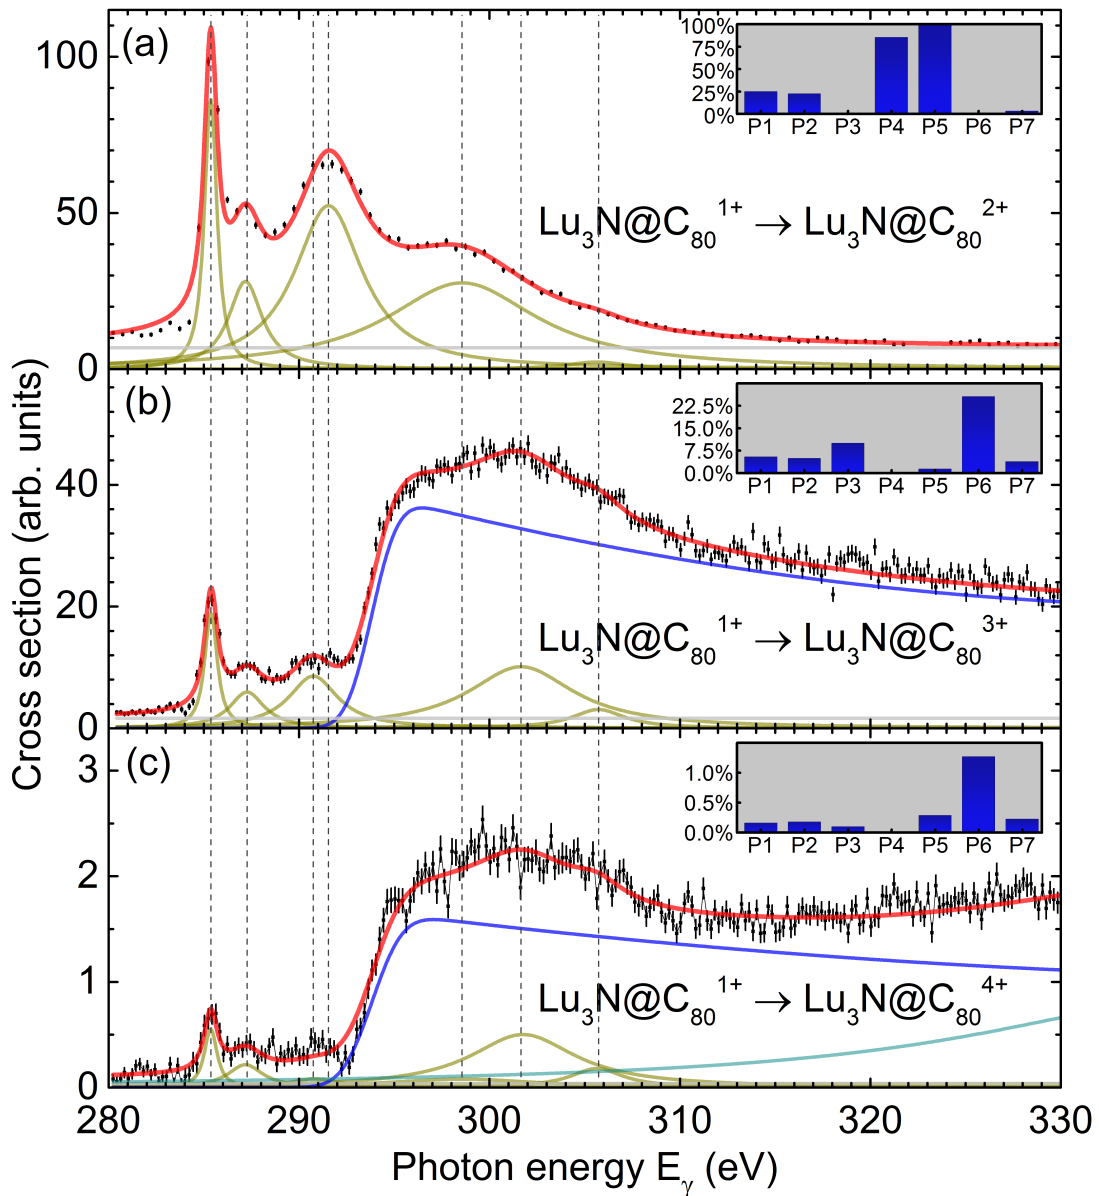 (a)
100
50
0
100%
75%
50%
25%
0%
P1 P2 P3 P4 P5 P6 P7
Lu₃N@C₈₀¹⁺ → Lu₃N@C₈₀²⁺
(b)
40
20
0
22.5%
15.0%
7.5%
0.0%
P1 P2 P3 P4 P5 P6 P7
Lu₃N@C₈₀¹⁺ → Lu₃N@C₈₀³⁺
Cross section (arb. units)
(c)
3
2
1
0
1.0%
0.5%
0.0%
P1 P2 P3 P4 P5 P6 P7
Lu₃N@C₈₀¹⁺ → Lu₃N@C₈₀⁴⁺
280 290 300 310 320 330
Photon energy Eᵧ (eV)